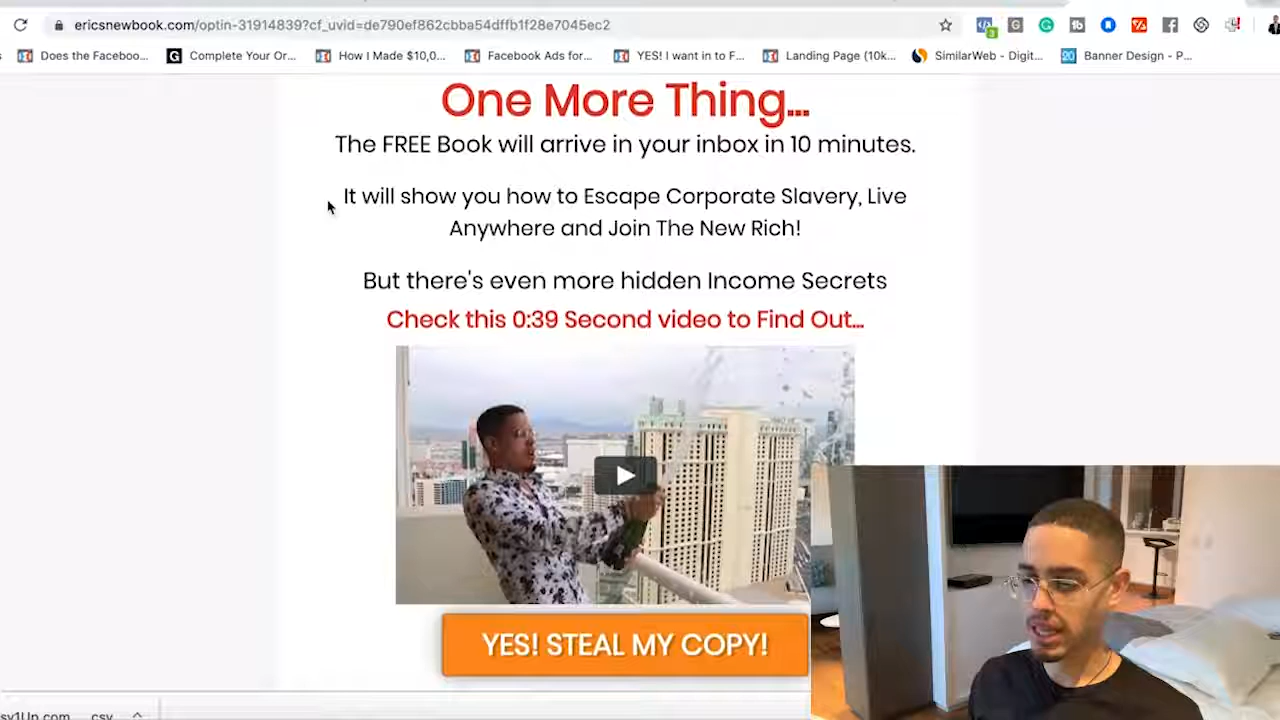 ericsnewbook.com/optin-31914839?cf_uvid=de790ef862cbba54dffb1f28e7045ec2
Does the Faceboo... Complete Your Or... How I Made $10,0... Facebook Ads for... YES! I want in to F... Landing Page (10k... SimilarWeb - Digit... 20 Banner Design - P...
One More Thing...
The FREE Book will arrive in your inbox in 10 minutes.
It will show you how to Escape Corporate Slavery, Live
Anywhere and Join The New Rich!
But there's even more hidden Income Secrets
Check this 0:39 Second video to Find Out...
YES! STEAL MY COPY!